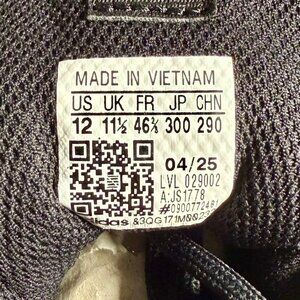 MADE IN VIETNAM
US UK FR JP CHN
12 11½ 46⅔ 300 290
04/25
LVL 029002
A:JS1778
#0900772481
adidas